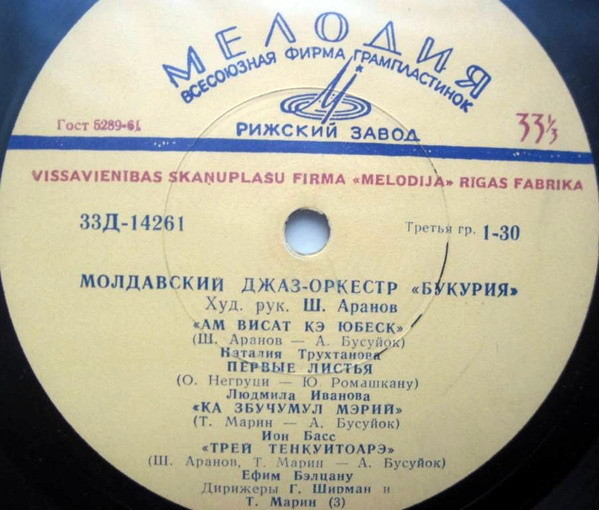 МЕЛОДИЯ
ВСЕСОЮЗНАЯ ФИРМА ГРАМПЛАСТИНОК
Гост 5289-61
РИЖСКИЙ ЗАВОД
33⅓
VISSAVIENĪBAS SKAŅUPLAŠU FIRMA «MELODIJA» RĪGAS FABRIKA
33Д-14261
Третья гр. 1-30
МОЛДАВСКИЙ ДЖАЗ-ОРКЕСТР «БУКУРИЯ»
Худ. рук. Ш. Аранов
«АМ ВИСАТ КЭ ЮБЕСК»
(Ш. Аранов — А. Бусуйок)
Наталия Трухтанова
ПЕРВЫЕ ЛИСТЬЯ
(О. Негруци — Ю. Ромашкану)
Людмила Иванова
«КА ЗБУЧУМУЛ МЭРИЙ»
(Т. Марин — А. Бусуйок)
Ион Басс
«ТРЕЙ ТЕНКУИТОАРЭ»
(Ш. Аранов, Т. Марин — А. Бусуйок)
Ефим Бэлцану
Дирижеры Г. Ширман и
Т. Марин (3)